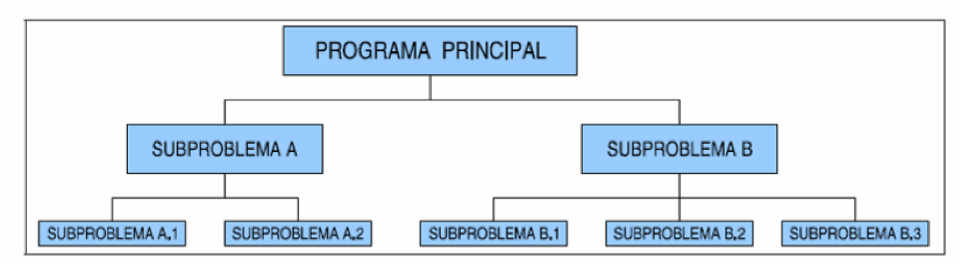 PROGRAMA PRINCIPAL
SUBPROBLEMA A
SUBPROBLEMA B
SUBPROBLEMA A.1
SUBPROBLEMA A.2
SUBPROBLEMA B.1
SUBPROBLEMA B.2
SUBPROBLEMA B.3